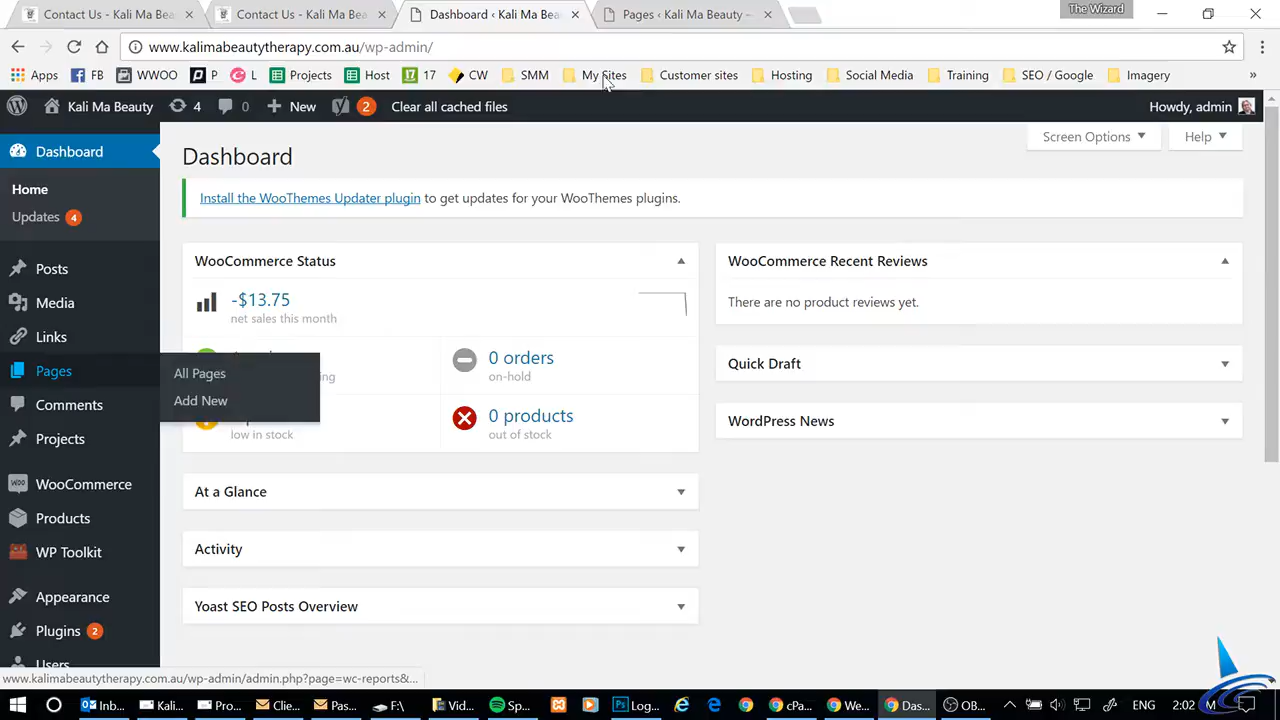 Contact Us - Kali Ma Bea
Contact Us - Kali Ma Bea
Dashboard ‹ Kali Ma Bea
Pages ‹ Kali Ma Beauty —
The Wizard
www.kalimabeautytherapy.com.au/wp-admin/
Apps FB WWOO P L Projects Host 17 17 CW SMM My Sites Customer sites Hosting Social Media Training SEO / Google Imagery »
Kali Ma Beauty 4 0 New 2 Clear all cached files Howdy, admin
Dashboard
Home
Updates 4
Posts
Media
Links
Pages
All Pages
Add New
Comments
Projects
WooCommerce
Products
WP Toolkit
Appearance
Plugins 2
Users
Screen Options
Help
Dashboard
Install the WooThemes Updater plugin to get updates for your WooThemes plugins.
WooCommerce Status
-$13.75
net sales this month
0 orders
on-hold
low in stock
0 products
out of stock
At a Glance
Activity
Yoast SEO Posts Overview
WooCommerce Recent Reviews
There are no product reviews yet.
Quick Draft
WordPress News
www.kalimabeautytherapy.com.au/wp-admin/admin.php?page=wc-reports&...
Inb... Kali... Pro... Clie... Pas... F:\ Vid... Sp... Log... cPa... We... Das... OB... ENG 2:02